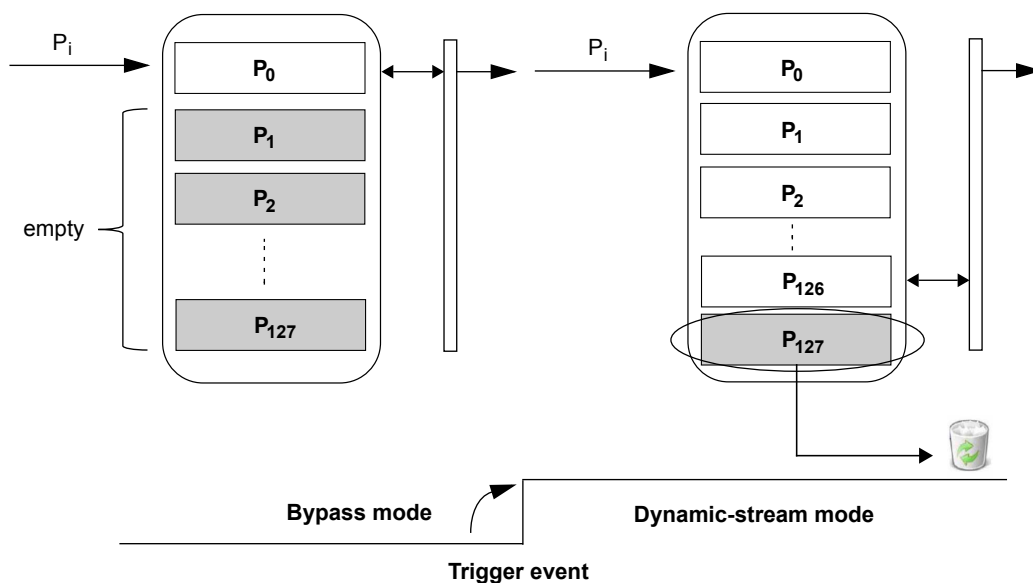 Pᵢ
P₀
P₁
P₂
empty
P₁₂₇
Pᵢ
P₀
P₁
P₂
P₁₂₆
P₁₂₇
Bypass mode
Dynamic-stream mode
Trigger event